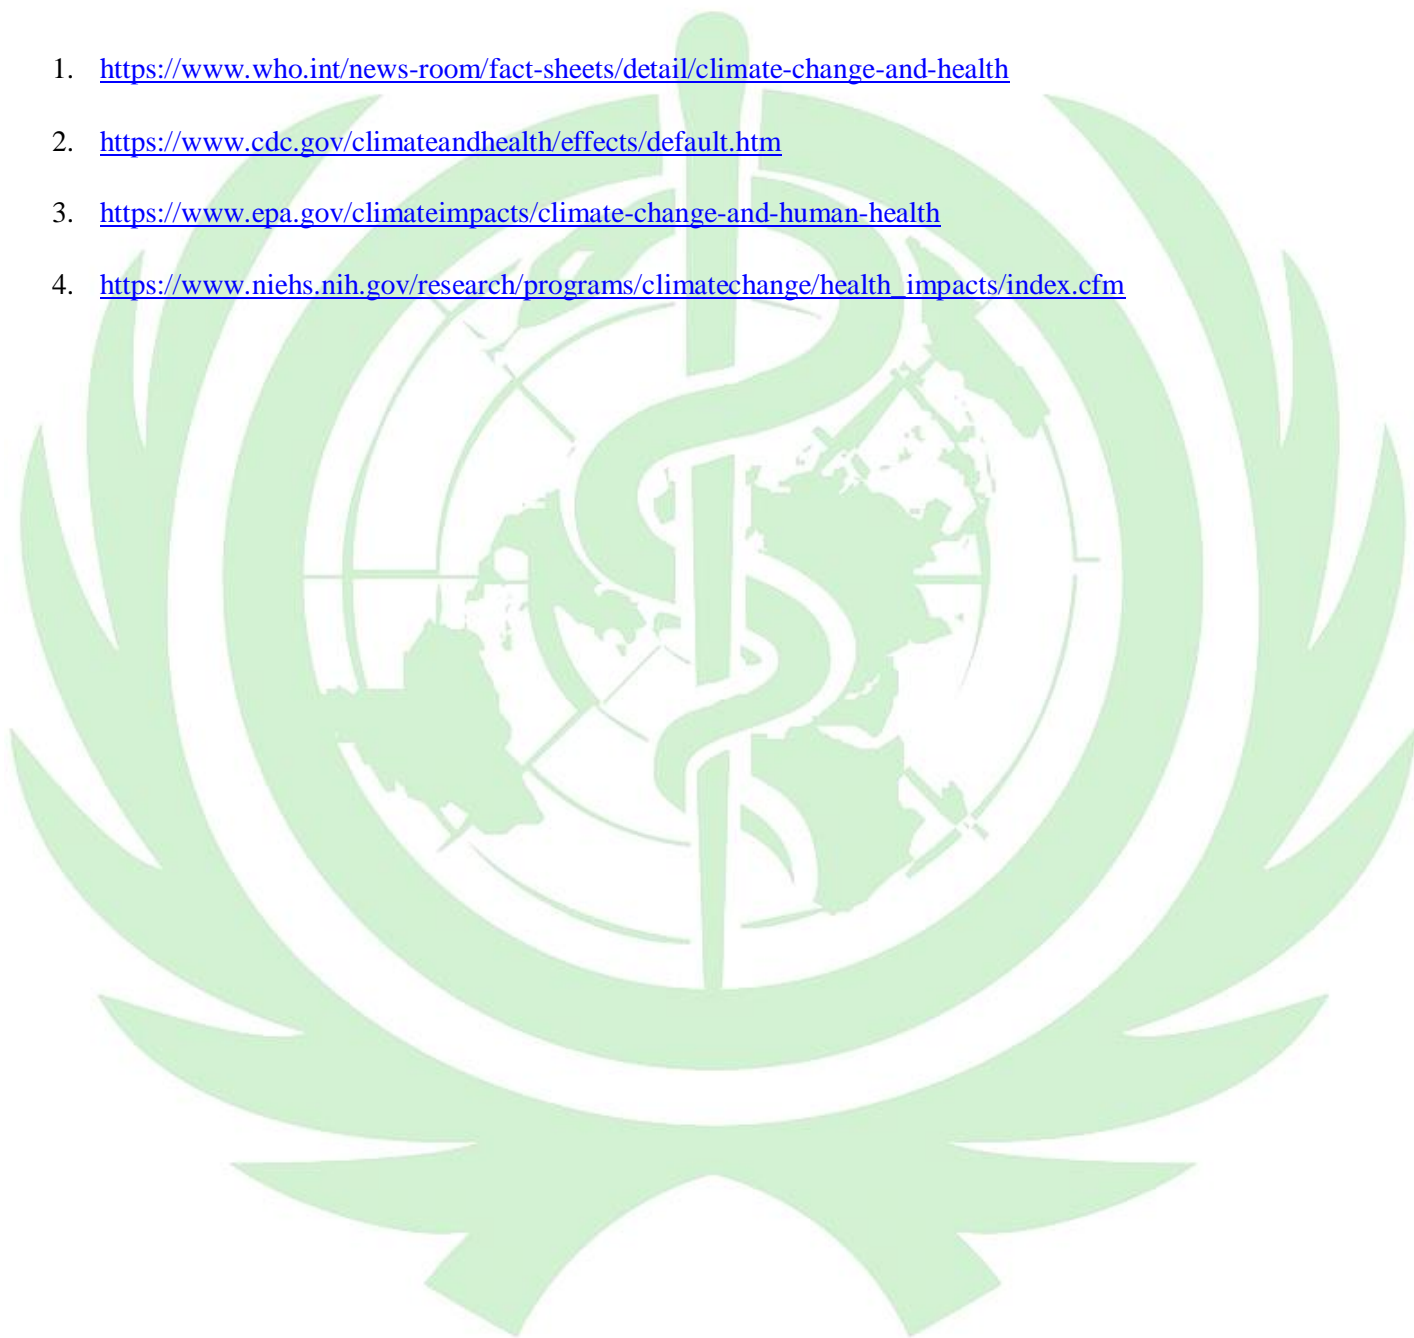 1. https://www.who.int/news-room/fact-sheets/detail/climate-change-and-health
2. https://www.cdc.gov/climateandhealth/effects/default.htm
3. https://www.epa.gov/climateimpacts/climate-change-and-human-health
4. https://www.niehs.nih.gov/research/programs/climatechange/health_impacts/index.cfm